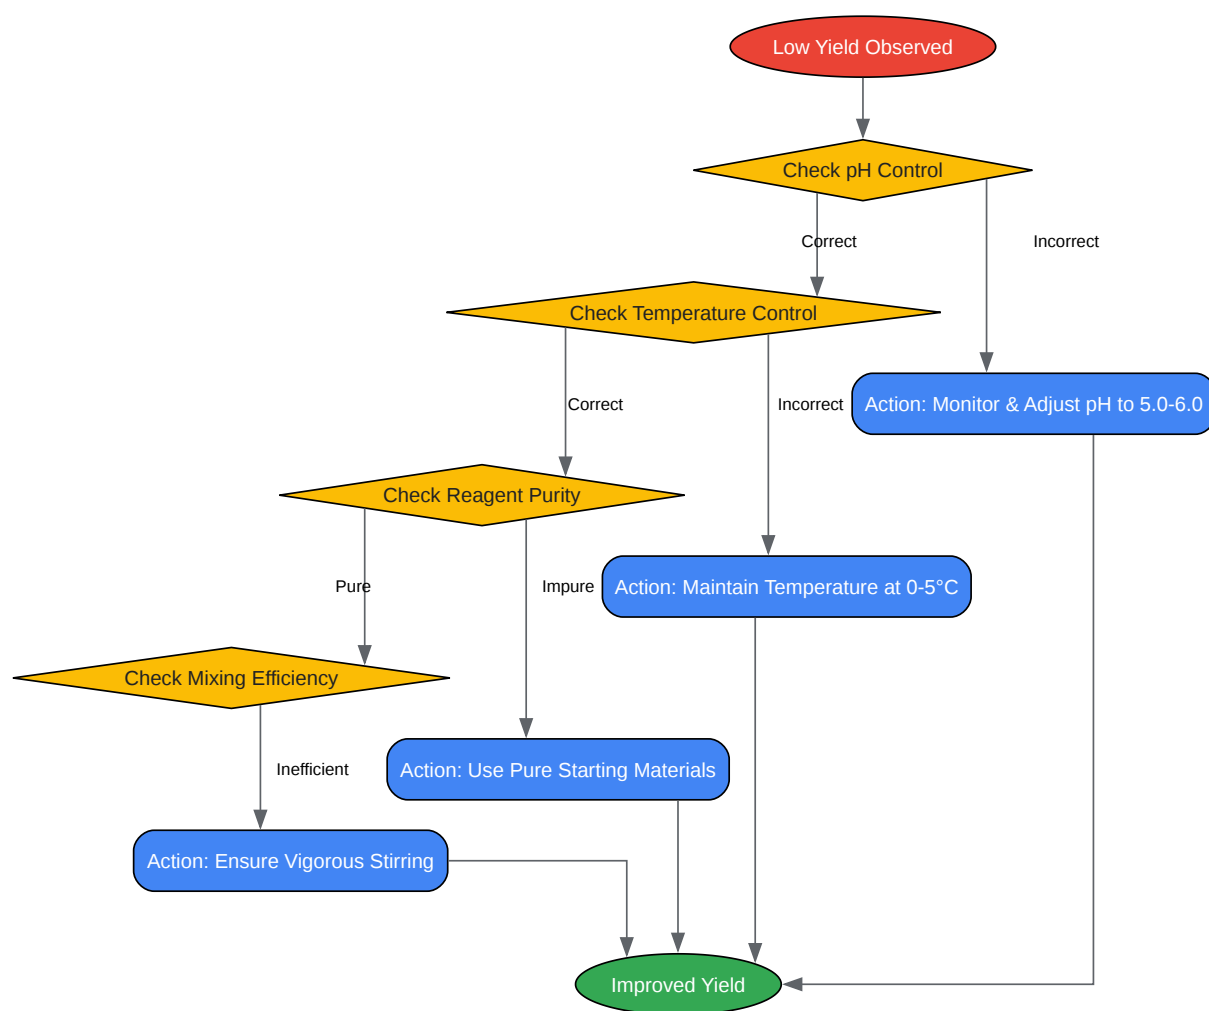 Low Yield Observed
Check pH Control
Correct
Incorrect
Check Temperature Control
Correct
Incorrect
Action: Monitor & Adjust pH to 5.0-6.0
Check Reagent Purity
Pure
Impure
Action: Maintain Temperature at 0-5°C
Check Mixing Efficiency
Inefficient
Action: Use Pure Starting Materials
Action: Ensure Vigorous Stirring
Improved Yield